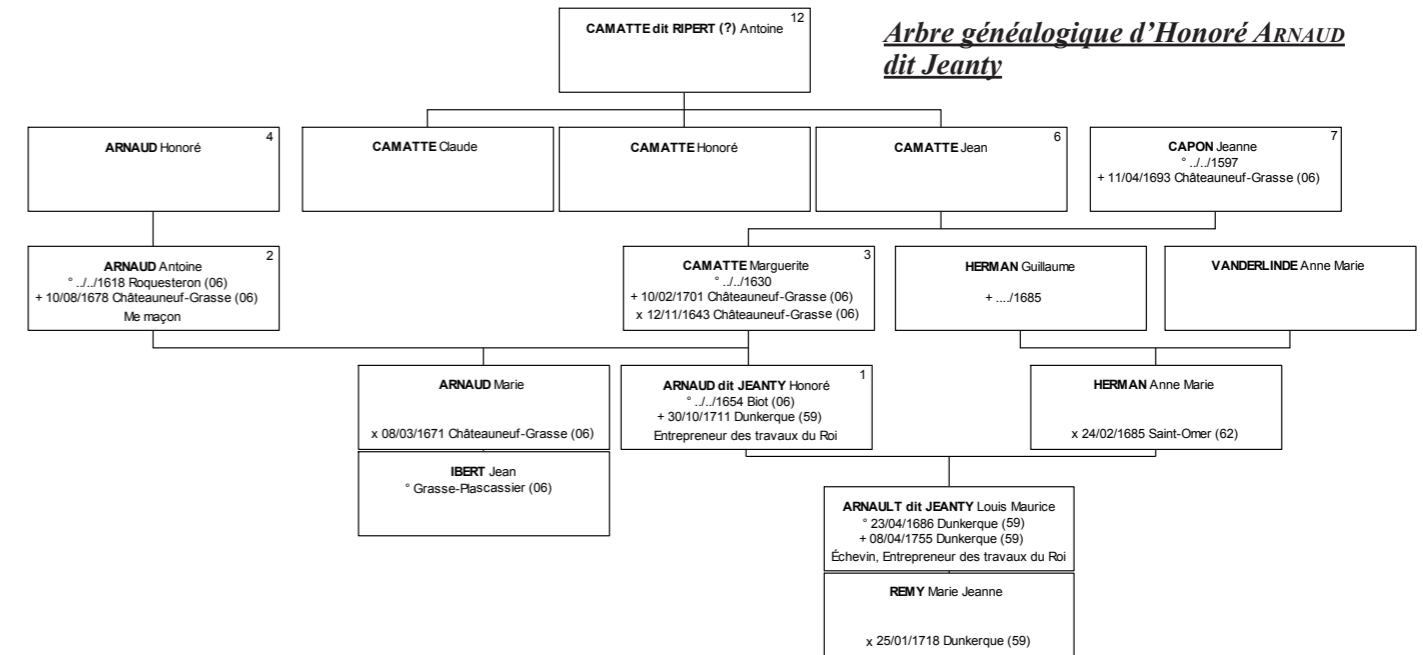 Arbre généalogique d’Honoré ARNAUD
dit Jeanty
12
CAMATTE dit RIPERT (?) Antoine
4
ARNAUD Honoré
CAMATTE Claude
CAMATTE Honoré
6
CAMATTE Jean
7
CAPON Jeanne
° ../../1597
+ 11/04/1693 Châteauneuf-Grasse (06)
2
ARNAUD Antoine
° ../../1618 Roquesteron (06)
+ 10/08/1678 Châteauneuf-Grasse (06)
Me maçon
3
CAMATTE Marguerite
° ../../1630
+ 10/02/1701 Châteauneuf-Grasse (06)
x 12/11/1643 Châteauneuf-Grasse (06)
HERMAN Guillaume
+ ..../1685
VANDERLINDE Anne Marie
ARNAUD Marie
x 08/03/1671 Châteauneuf-Grasse (06)
IBERT Jean
° Grasse-Plascassier (06)
1
ARNAUD dit JEANTY Honoré
° ../../1654 Biot (06)
+ 30/10/1711 Dunkerque (59)
Entrepreneur des travaux du Roi
HERMAN Anne Marie
x 24/02/1685 Saint-Omer (62)
ARNAULT dit JEANTY Louis Maurice
° 23/04/1686 Dunkerque (59)
+ 08/04/1755 Dunkerque (59)
Échevin, Entrepreneur des travaux du Roi
REMY Marie Jeanne
x 25/01/1718 Dunkerque (59)